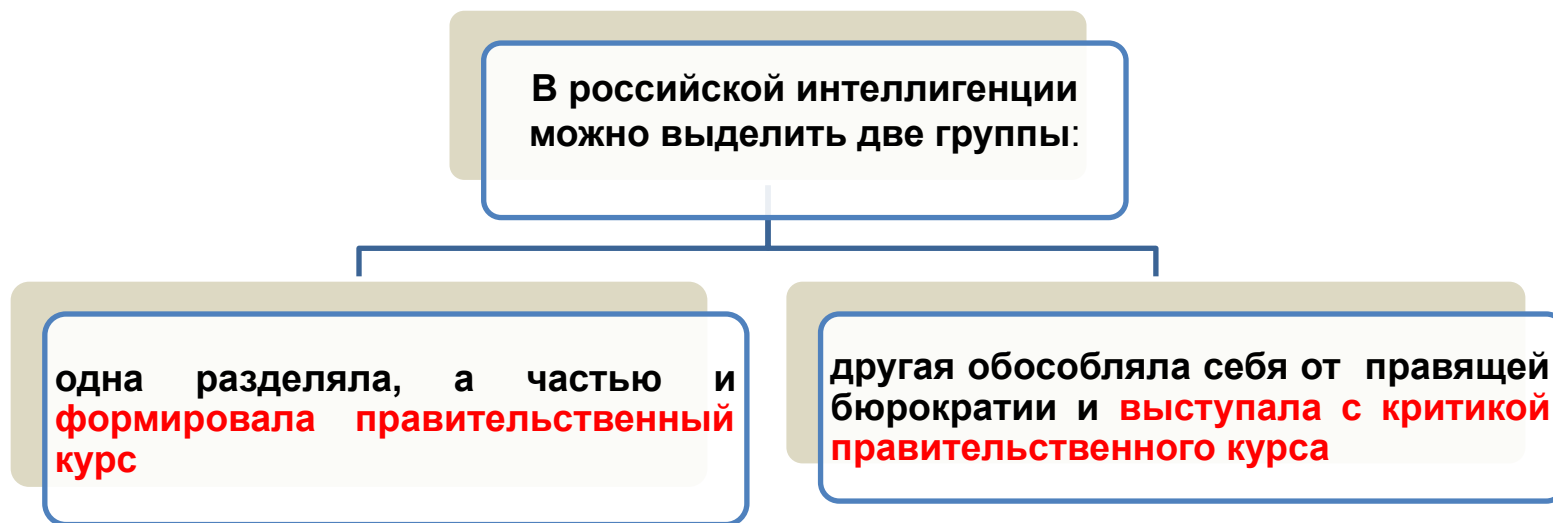 В российской интеллигенции
можно выделить две группы:
одна разделяла, а частью и
формировала правительственный
курс
другая обособляла себя от правящей
бюрократии и выступала с критикой
правительственного курса